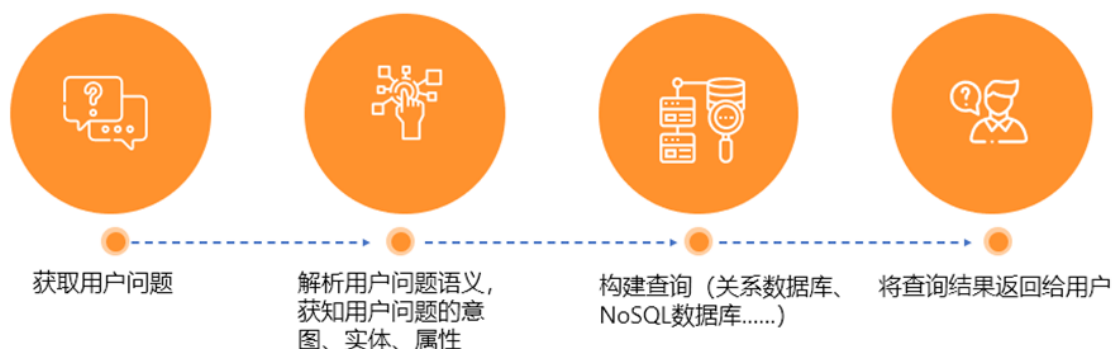 获取用户问题
解析用户问题语义，
获知用户问题的意
图、实体、属性
构建查询（关系数据库、
NoSQL数据库......）
将查询结果返回给用户